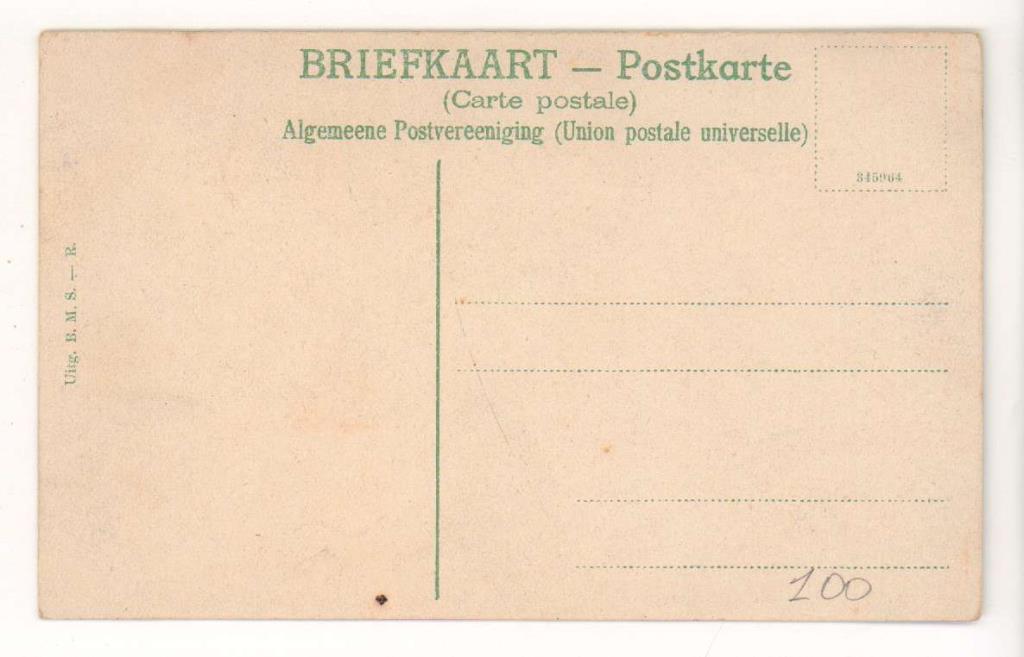 BRIEFKAART — Postkarte
(Carte postale)
Algemeene Postvereeniging (Union postale universelle)
345964
Uitg. B. M. S. — R.
100